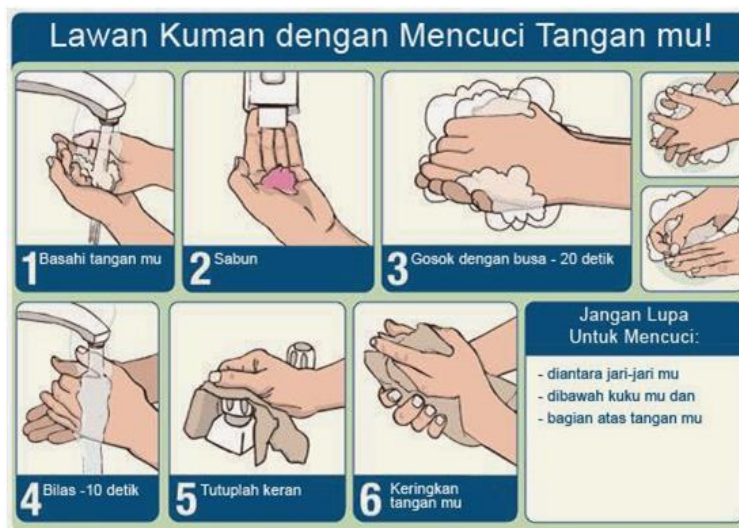 Lawan Kuman dengan Mencuci Tangan mu!
1 Basahi tangan mu
2 Sabun
3 Gosok dengan busa - 20 detik
4 Bilas -10 detik
5 Tutuplah keran
6 Keringkan
tangan mu
Jangan Lupa
Untuk Mencuci:
- diantara jari-jari mu
- dibawah kuku mu dan
- bagian atas tangan mu